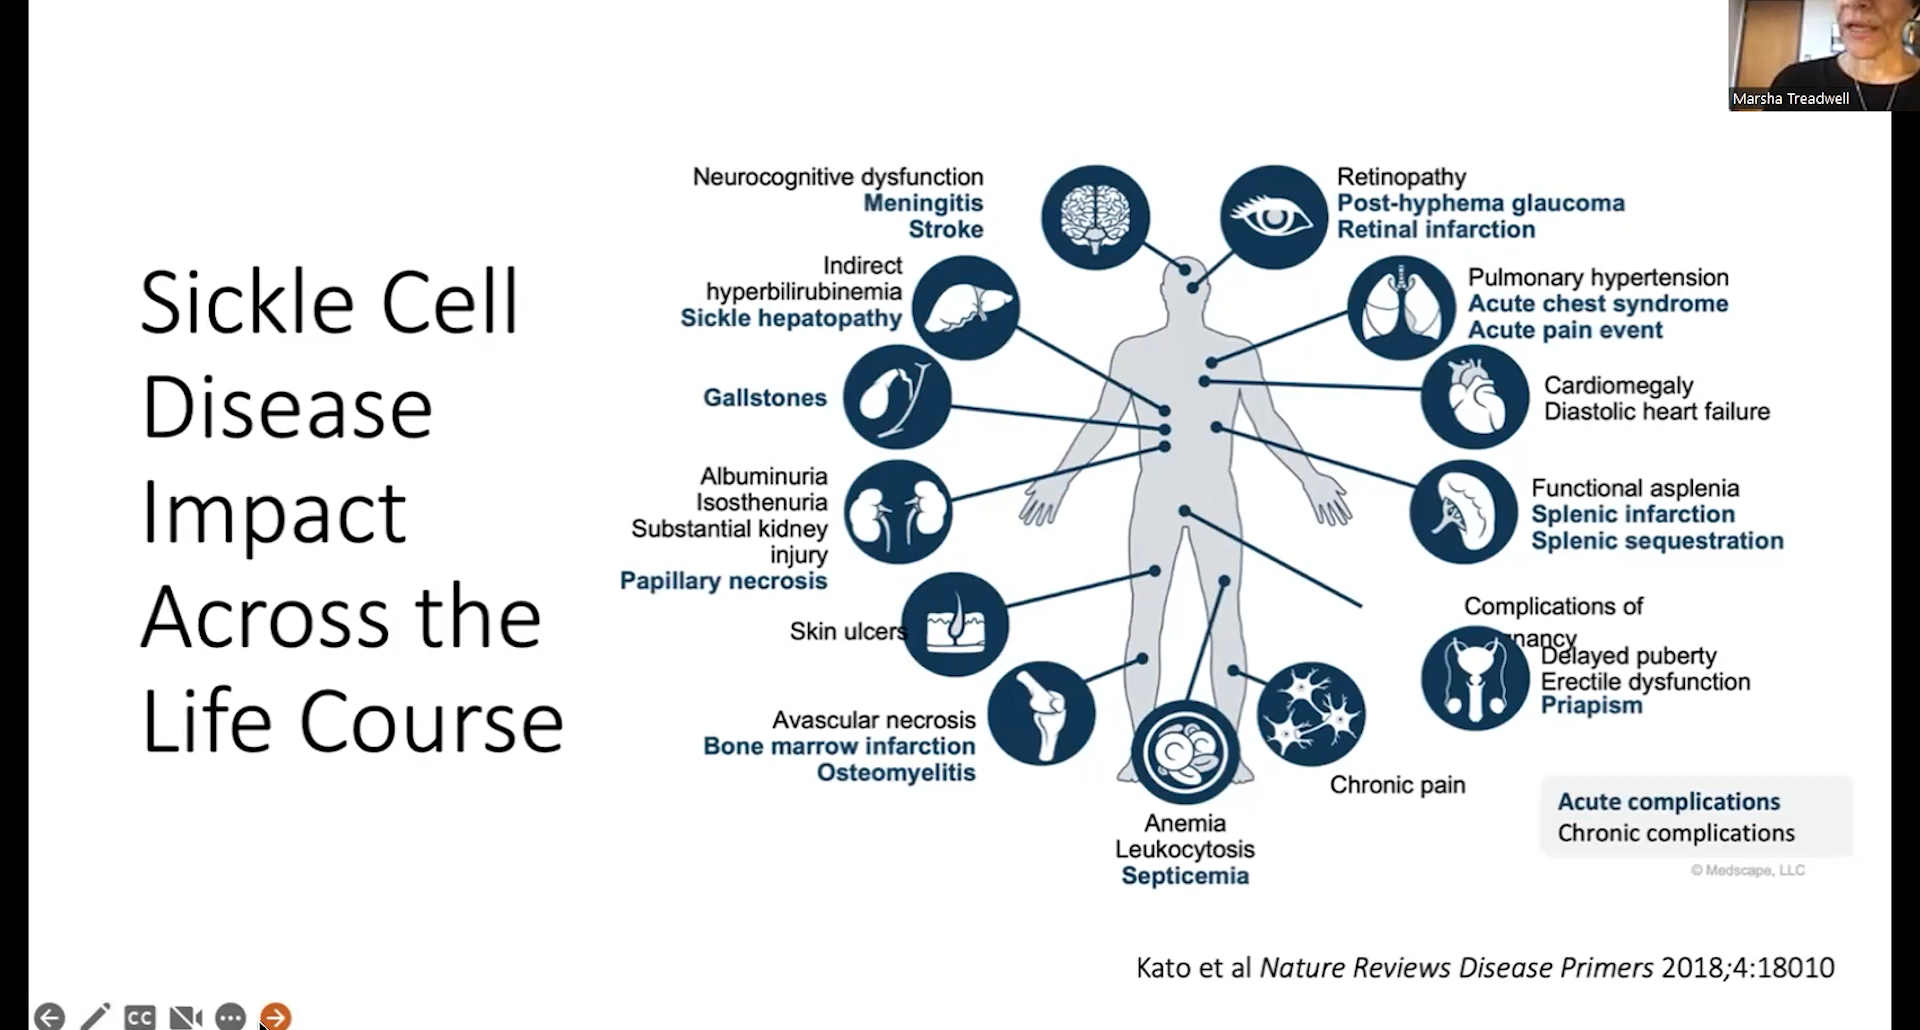 Marsha Treadwell
Sickle Cell
Disease
Impact
Across the
Life Course
Neurocognitive dysfunction
Meningitis
Stroke
Retinopathy
Post-hyphema glaucoma
Retinal infarction
Indirect
hyperbilirubinemia
Sickle hepatopathy
Pulmonary hypertension
Acute chest syndrome
Acute pain event
Gallstones
Cardiomegaly
Diastolic heart failure
Albuminuria
Isosthenuria
Substantial kidney
injury
Papillary necrosis
Functional asplenia
Splenic infarction
Splenic sequestration
Skin ulcers
Complications of
Delayed puberty
Erectile dysfunction
Priapism
Avascular necrosis
Bone marrow infarction
Osteomyelitis
Chronic pain
Anemia
Leukocytosis
Septicemia
Acute complications
Chronic complications
© Medscape, LLC
Kato et al Nature Reviews Disease Primers 2018;4:18010
CC